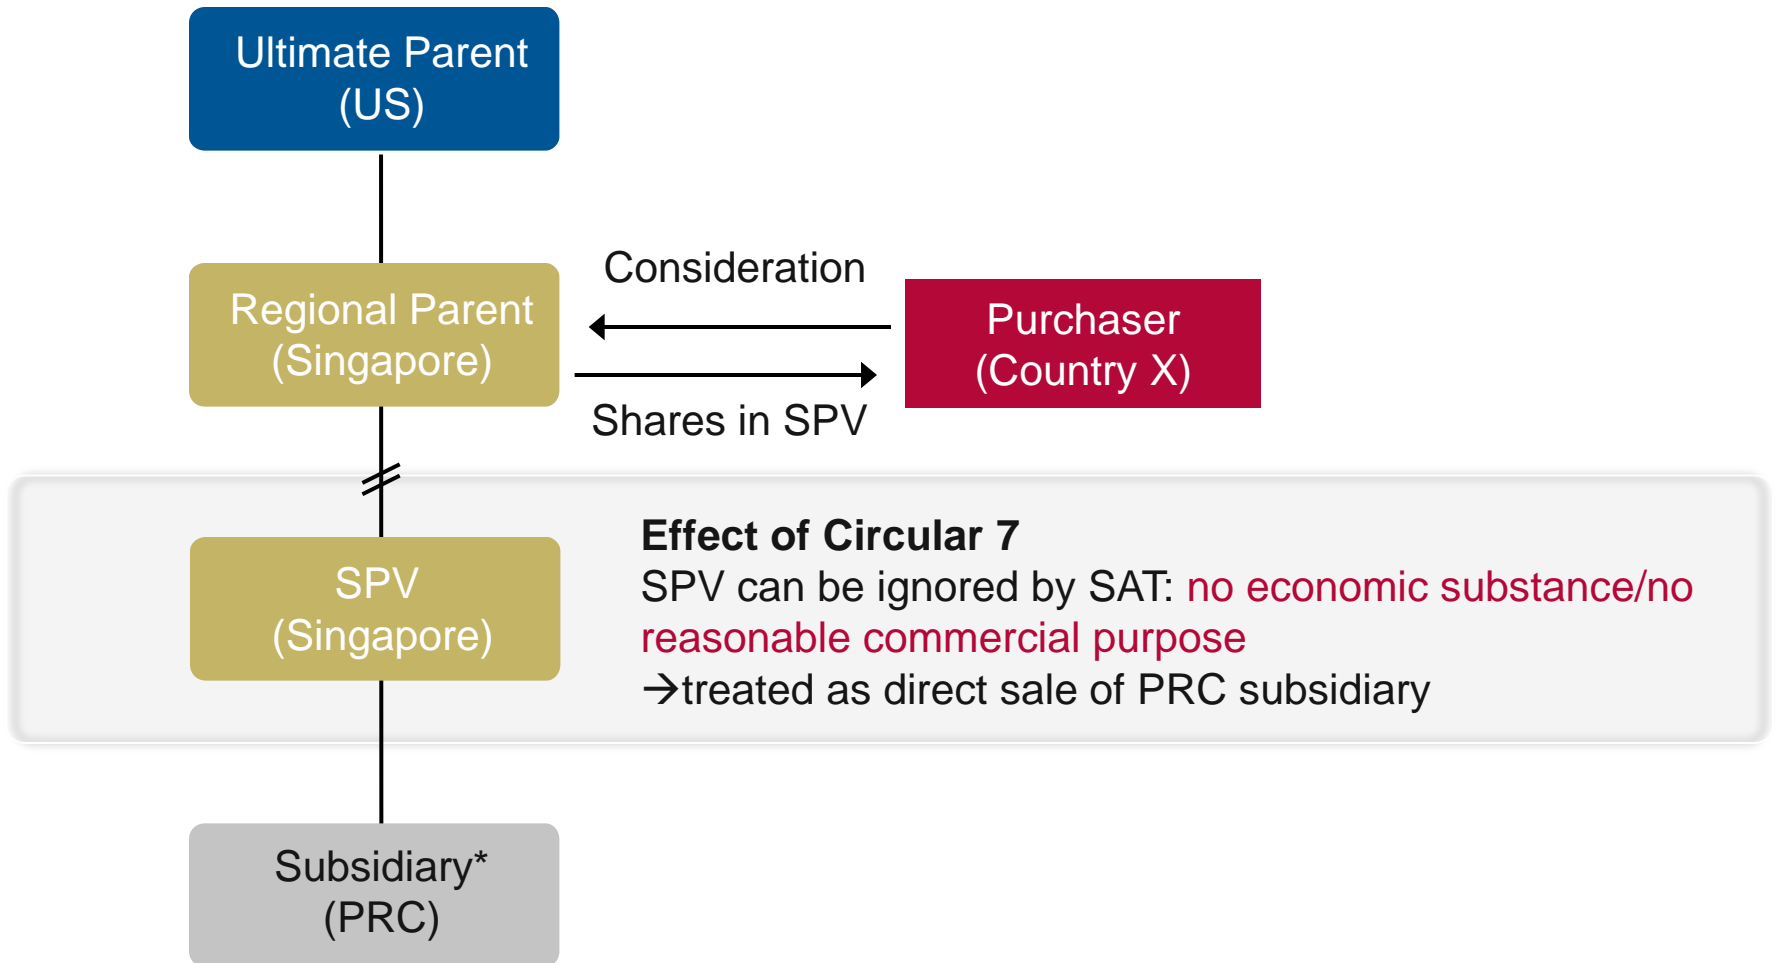 Ultimate Parent
(US)
Regional Parent
(Singapore)
Consideration
Shares in SPV
Purchaser
(Country X)
SPV
(Singapore)
Effect of Circular 7
SPV can be ignored by SAT: no economic substance/no
reasonable commercial purpose
→treated as direct sale of PRC subsidiary
Subsidiary*
(PRC)